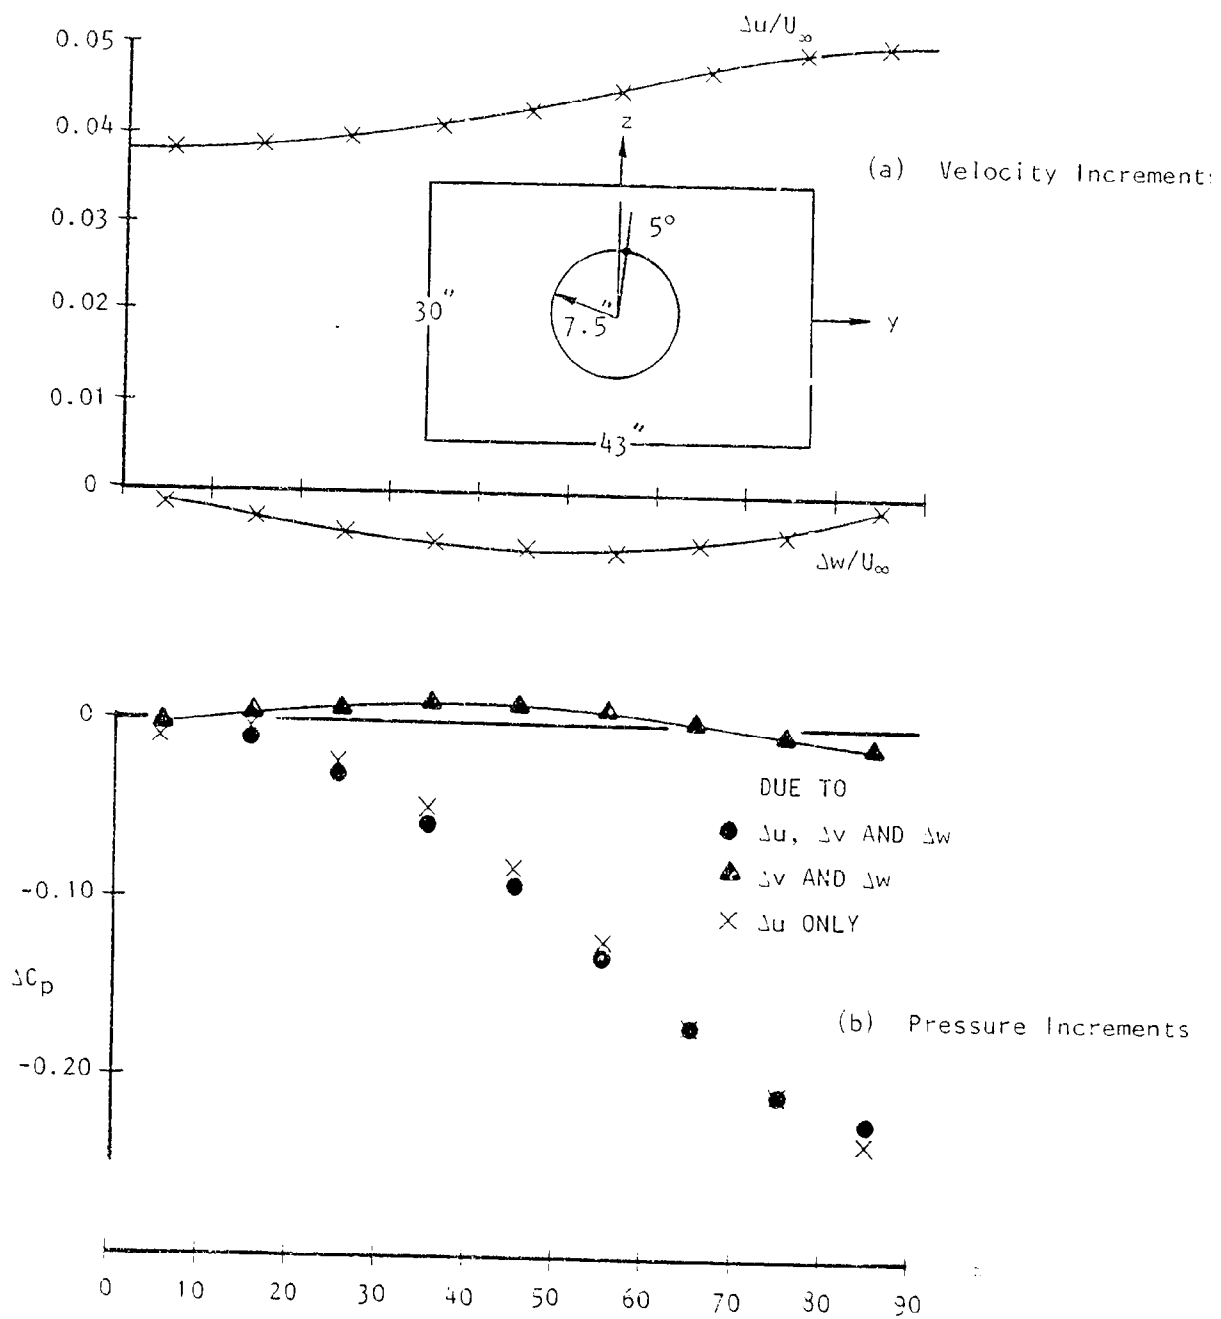 Δu/U∞
0.05
0.04
0.03
0.02
0.01
0
(a) Velocity Increments
z
5°
30"
7.5"
y
43"
Δw/U∞
0
-0.10
-0.20
ΔCp
DUE TO
Δu, Δv AND Δw
Δv AND Δw
Δu ONLY
(b) Pressure Increments
0 10 20 30 40 50 60 70 80 90